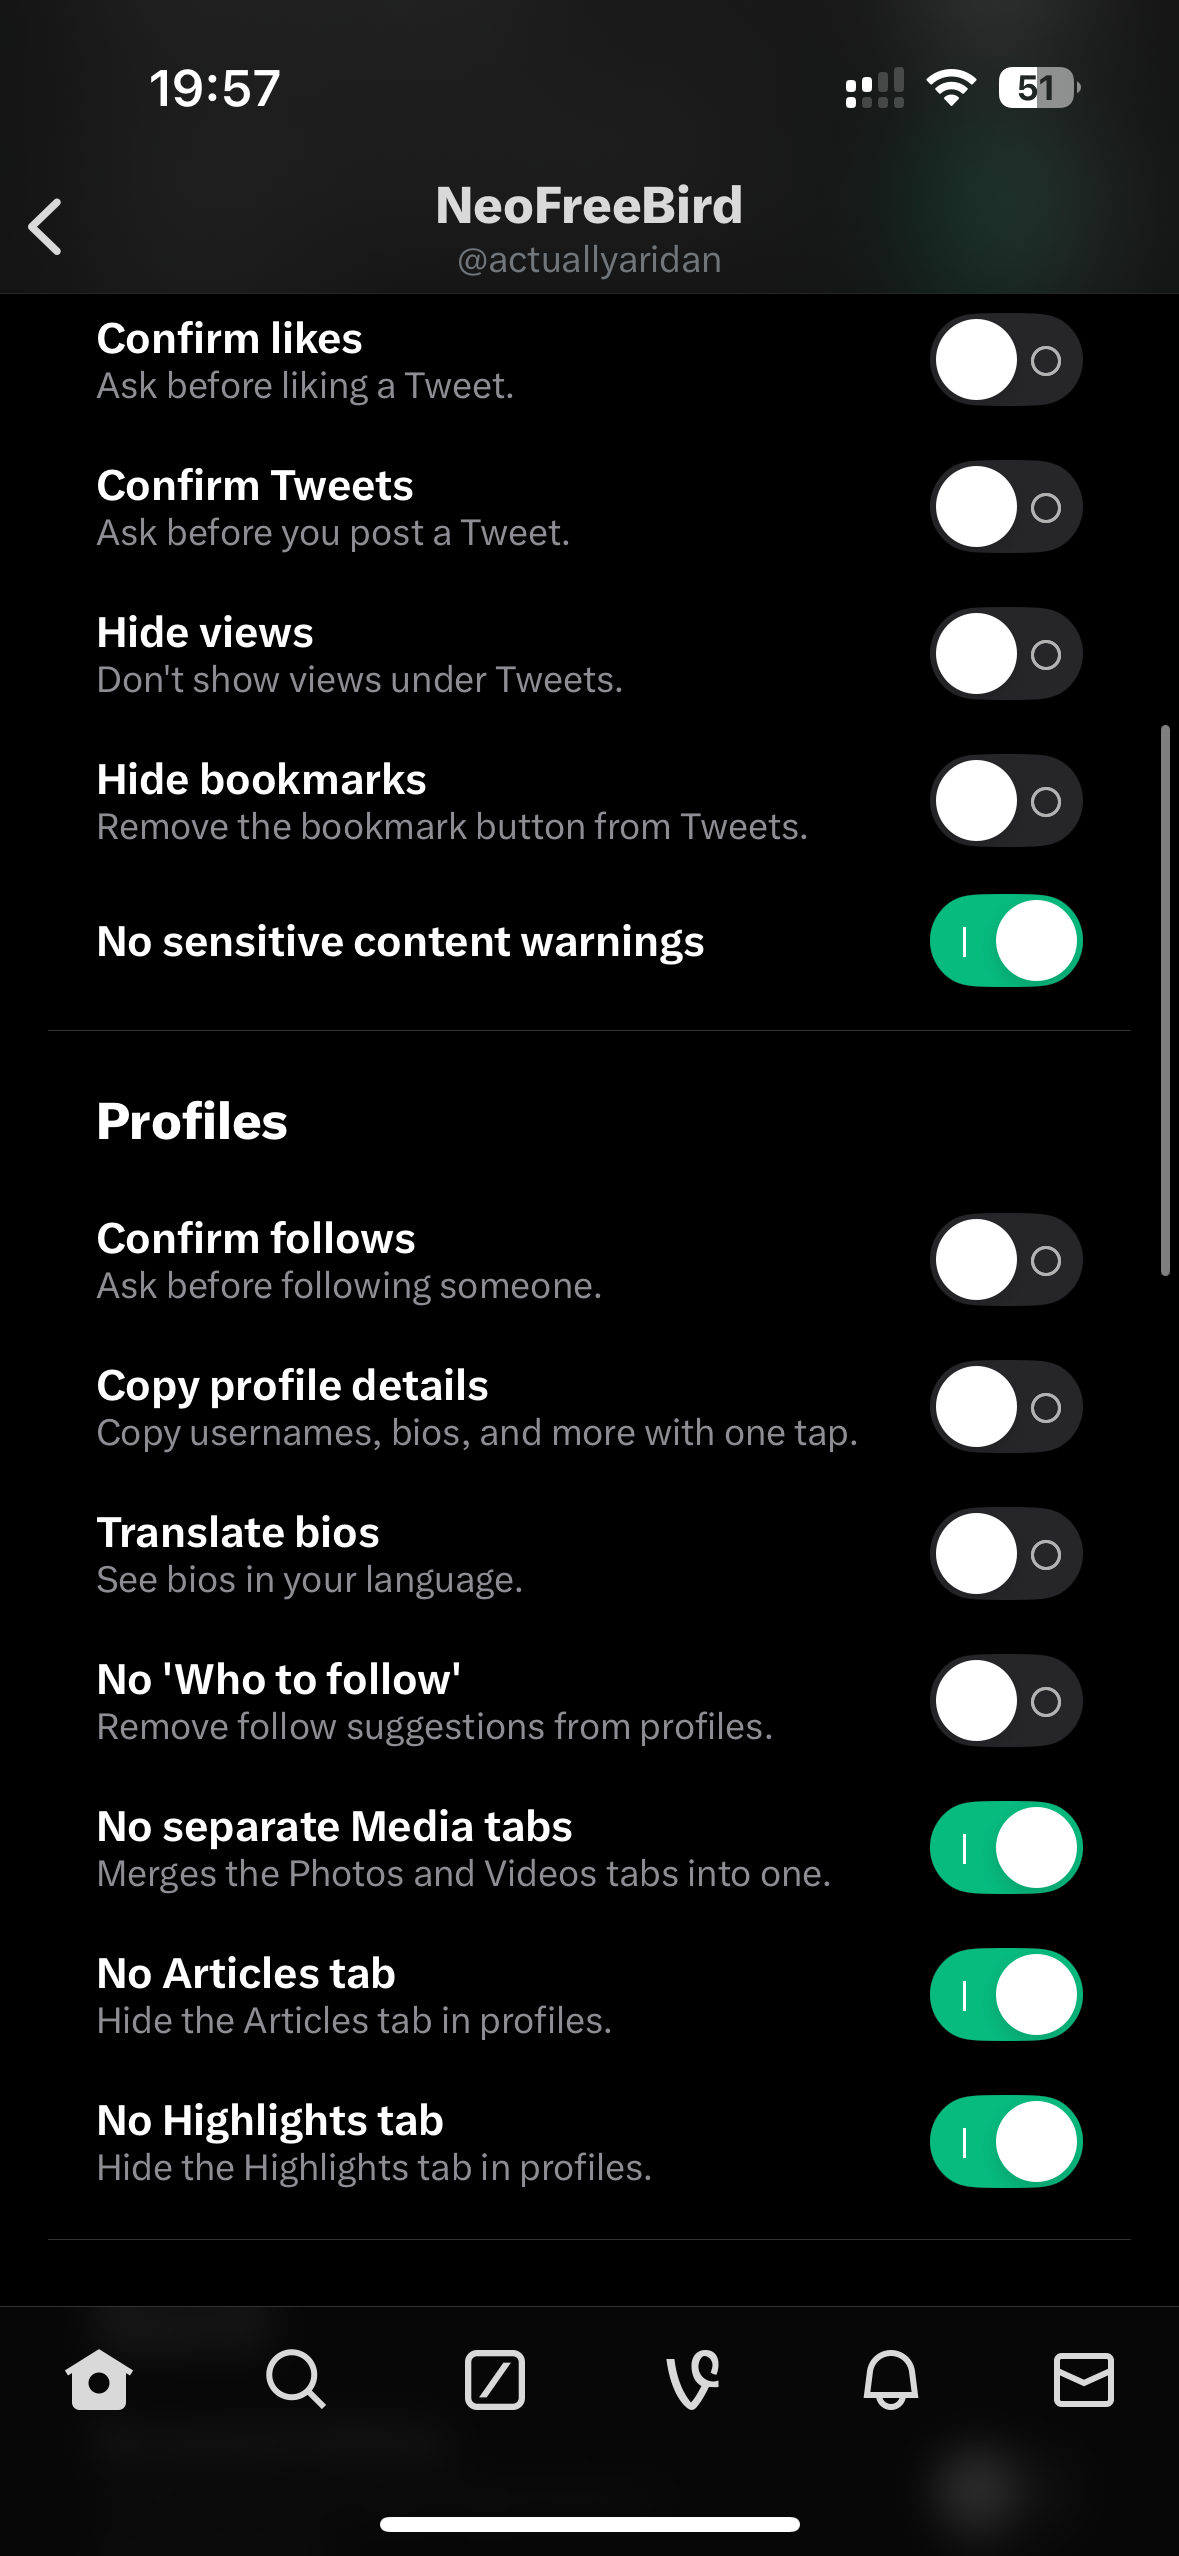 19:57
51
NeoFreeBird
@actuallyaridan
Confirm likes
Ask before liking a Tweet.
Confirm Tweets
Ask before you post a Tweet.
Hide views
Don't show views under Tweets.
Hide bookmarks
Remove the bookmark button from Tweets.
No sensitive content warnings
Profiles
Confirm follows
Ask before following someone.
Copy profile details
Copy usernames, bios, and more with one tap.
Translate bios
See bios in your language.
No 'Who to follow'
Remove follow suggestions from profiles.
No separate Media tabs
Merges the Photos and Videos tabs into one.
No Articles tab
Hide the Articles tab in profiles.
No Highlights tab
Hide the Highlights tab in profiles.